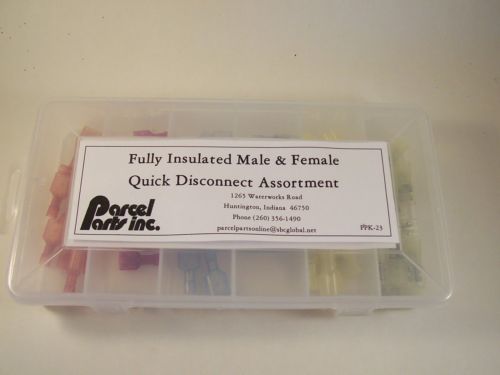 Fully Insulated Male & Female
Quick Disconnect Assortment
1265 Waterworks Road
Huntington, Indiana 46750
Phone (260) 356-1490
parcelpartsonline@sbcglobal.net
PPK-23
Parcel
Parts inc.